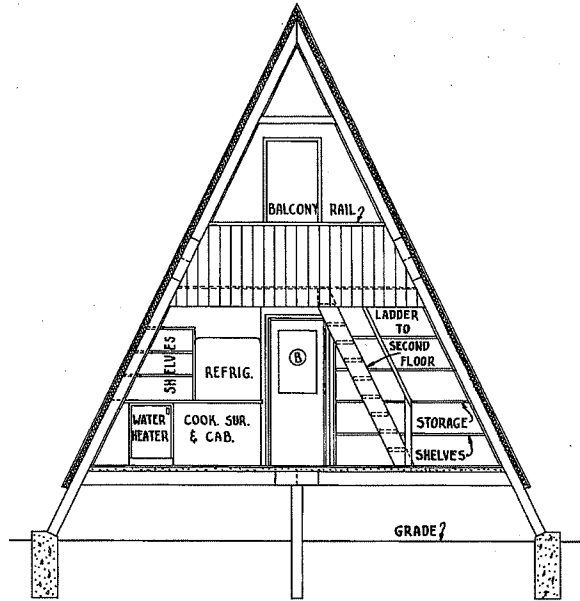 BALCONY RAIL
LADDER
TO
SECOND
FLOOR
SHELVES
REFRIG.
B
WATER
HEATER
COOK. SUR.
& CAB.
STORAGE
SHELVES
GRADE